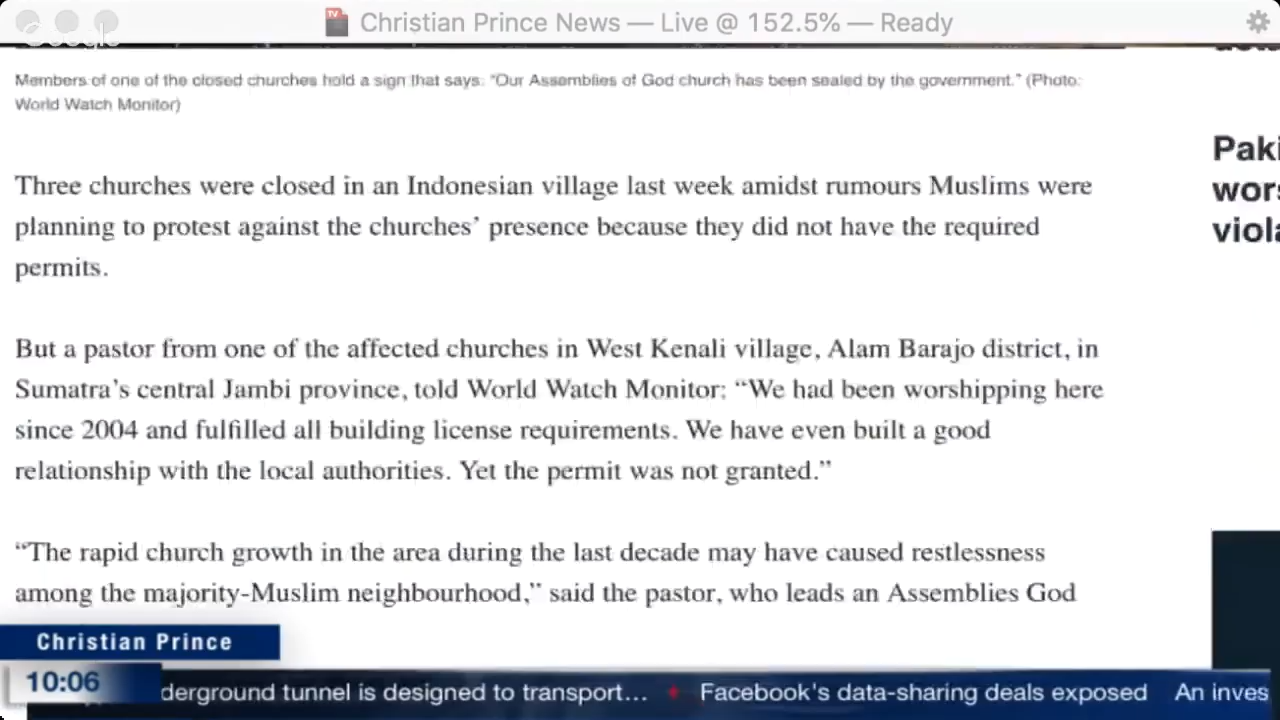 Christian Prince News — Live @ 152.5% — Ready
Google
Members of one of the closed churches hold a sign that says: "Our Assemblies of God church has been sealed by the government." (Photo:
World Watch Monitor)
Three churches were closed in an Indonesian village last week amidst rumours Muslims were
planning to protest against the churches' presence because they did not have the required
permits.
But a pastor from one of the affected churches in West Kenali village, Alam Barajo district, in
Sumatra's central Jambi province, told World Watch Monitor: "We had been worshipping here
since 2004 and fulfilled all building license requirements. We have even built a good
relationship with the local authorities. Yet the permit was not granted."
"The rapid church growth in the area during the last decade may have caused restlessness
among the majority-Muslim neighbourhood," said the pastor, who leads an Assemblies God
Paki
wors
viola
Christian Prince
10:06
derground tunnel is designed to transport... Facebook's data-sharing deals exposed An inves